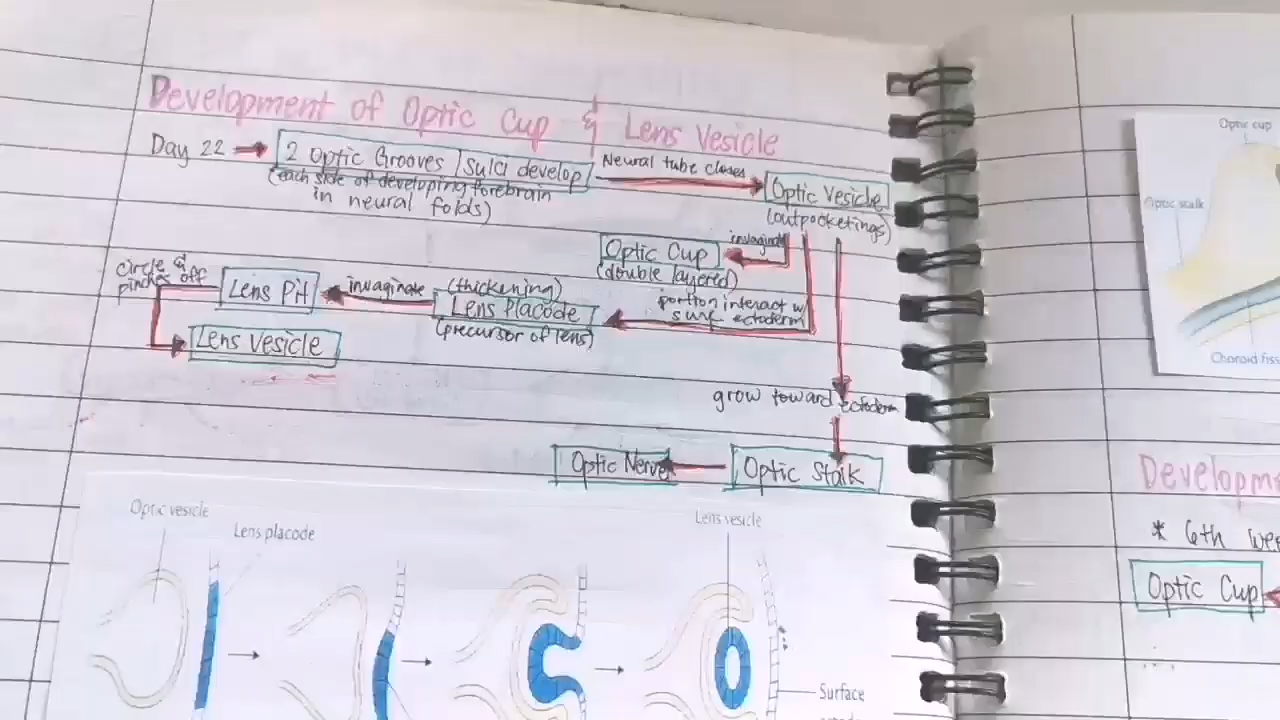 Development of Optic Cup & Lens Vesicle
Day 22
2 Optic Grooves /Sulci develop
(each side of developing forebrain
in neural folds)
Neural tube closes
Optic Vesicle
(outpocketings)
invaginate
Optic Cup
(double layered)
portion interact w/
surf ectoderm
(thickening)
Lens Placode
(precursor of lens)
invaginate
Lens Pit
circle &
pinches off
Lens Vesicle
grow toward ectoderm
Optic Stalk
Optic Nerve
Optic vesicle
Lens placode
Lens vesicle
Surface
Optic cup
Optic stalk
Choroid fiss
Developm
* 6th we
Optic Cup